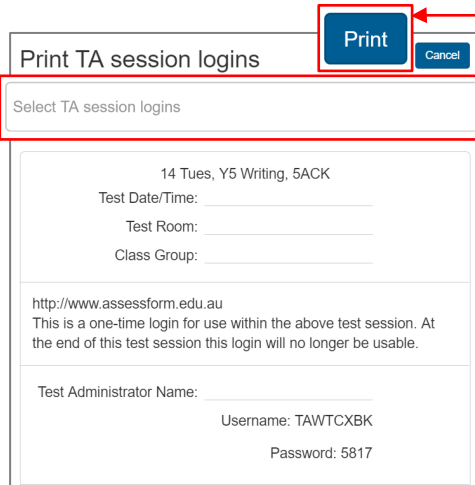 Print TA session logins
Print
Cancel
Select TA session logins
14 Tues, Y5 Writing, 5ACK
Test Date/Time:
Test Room:
Class Group:
http://www.assessform.edu.au
This is a one-time login for use within the above test session. At
the end of this test session this login will no longer be usable.
Test Administrator Name:
Username: TAWTCXBK
Password: 5817